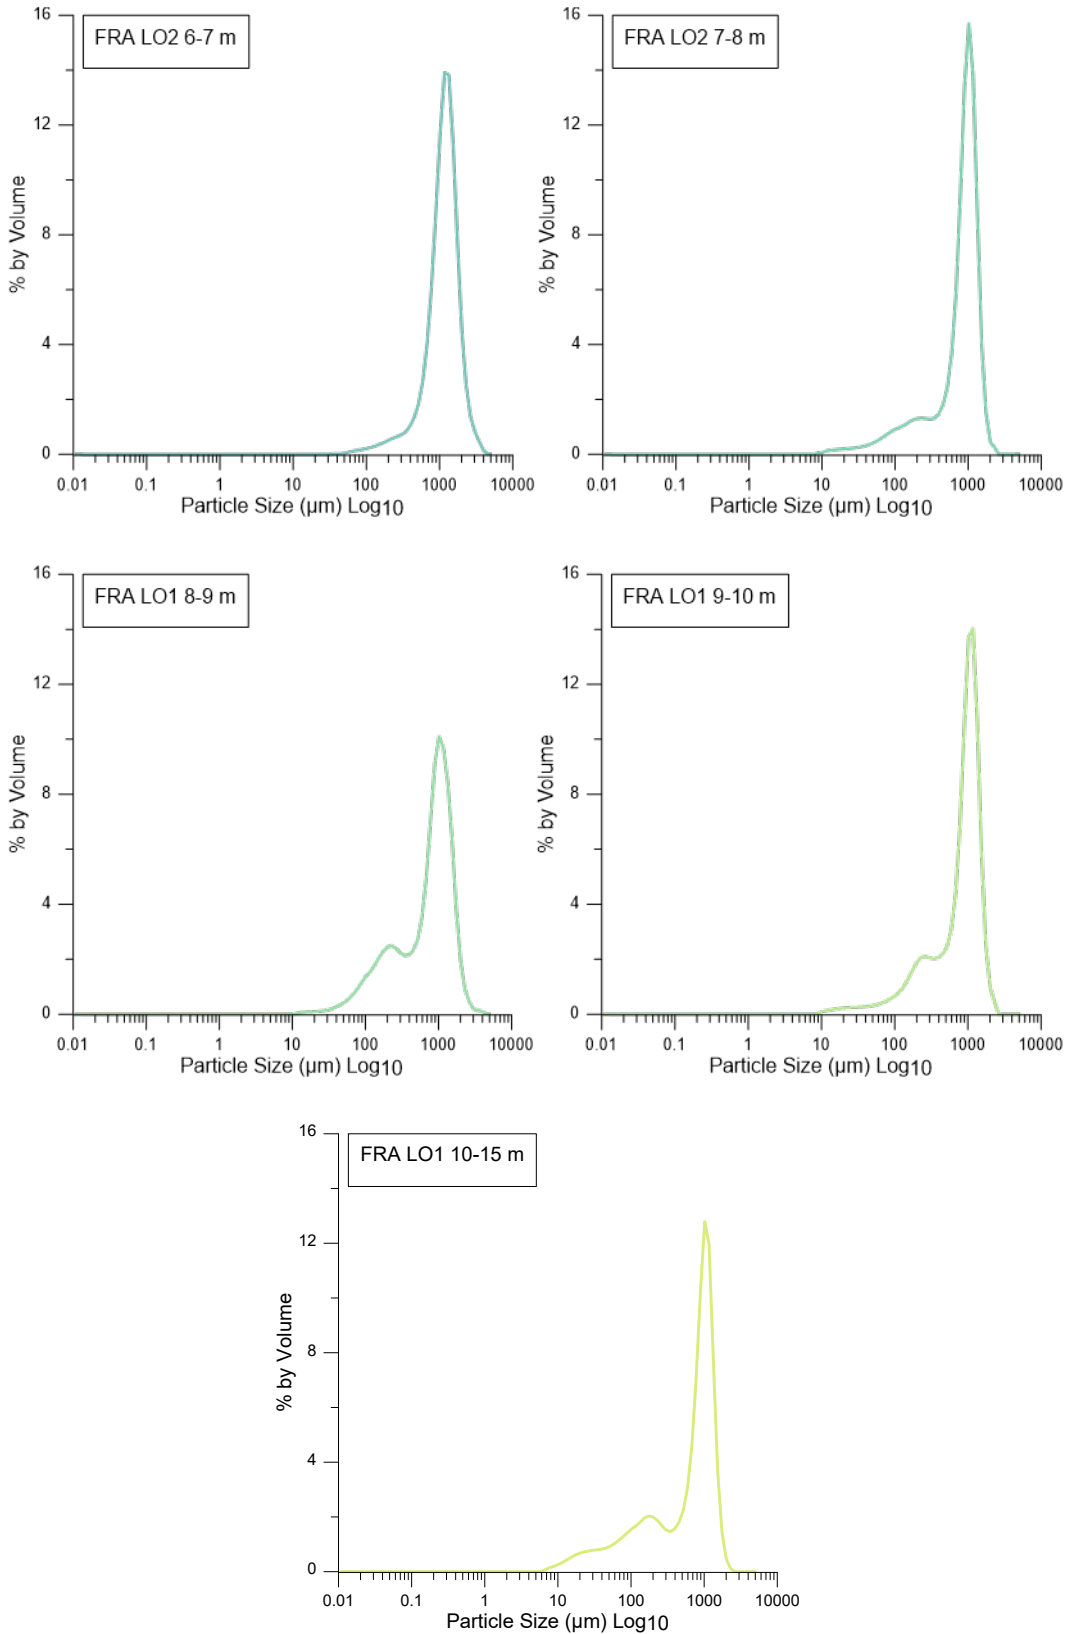 FRA LO2 6-7 m
16
12
8
4
0
% by Volume
0.01 0.1 1 10 100 1000 10000
Particle Size (µm) Log10
FRA LO2 7-8 m
16
12
8
4
0
% by Volume
0.01 0.1 1 10 100 1000 10000
Particle Size (µm) Log10
FRA LO1 8-9 m
16
12
8
4
0
% by Volume
0.01 0.1 1 10 100 1000 10000
Particle Size (µm) Log10
FRA LO1 9-10 m
16
12
8
4
0
% by Volume
0.01 0.1 1 10 100 1000 10000
Particle Size (µm) Log10
FRA LO1 10-15 m
16
12
8
4
0
% by Volume
0.01 0.1 1 10 100 1000 10000
Particle Size (µm) Log10